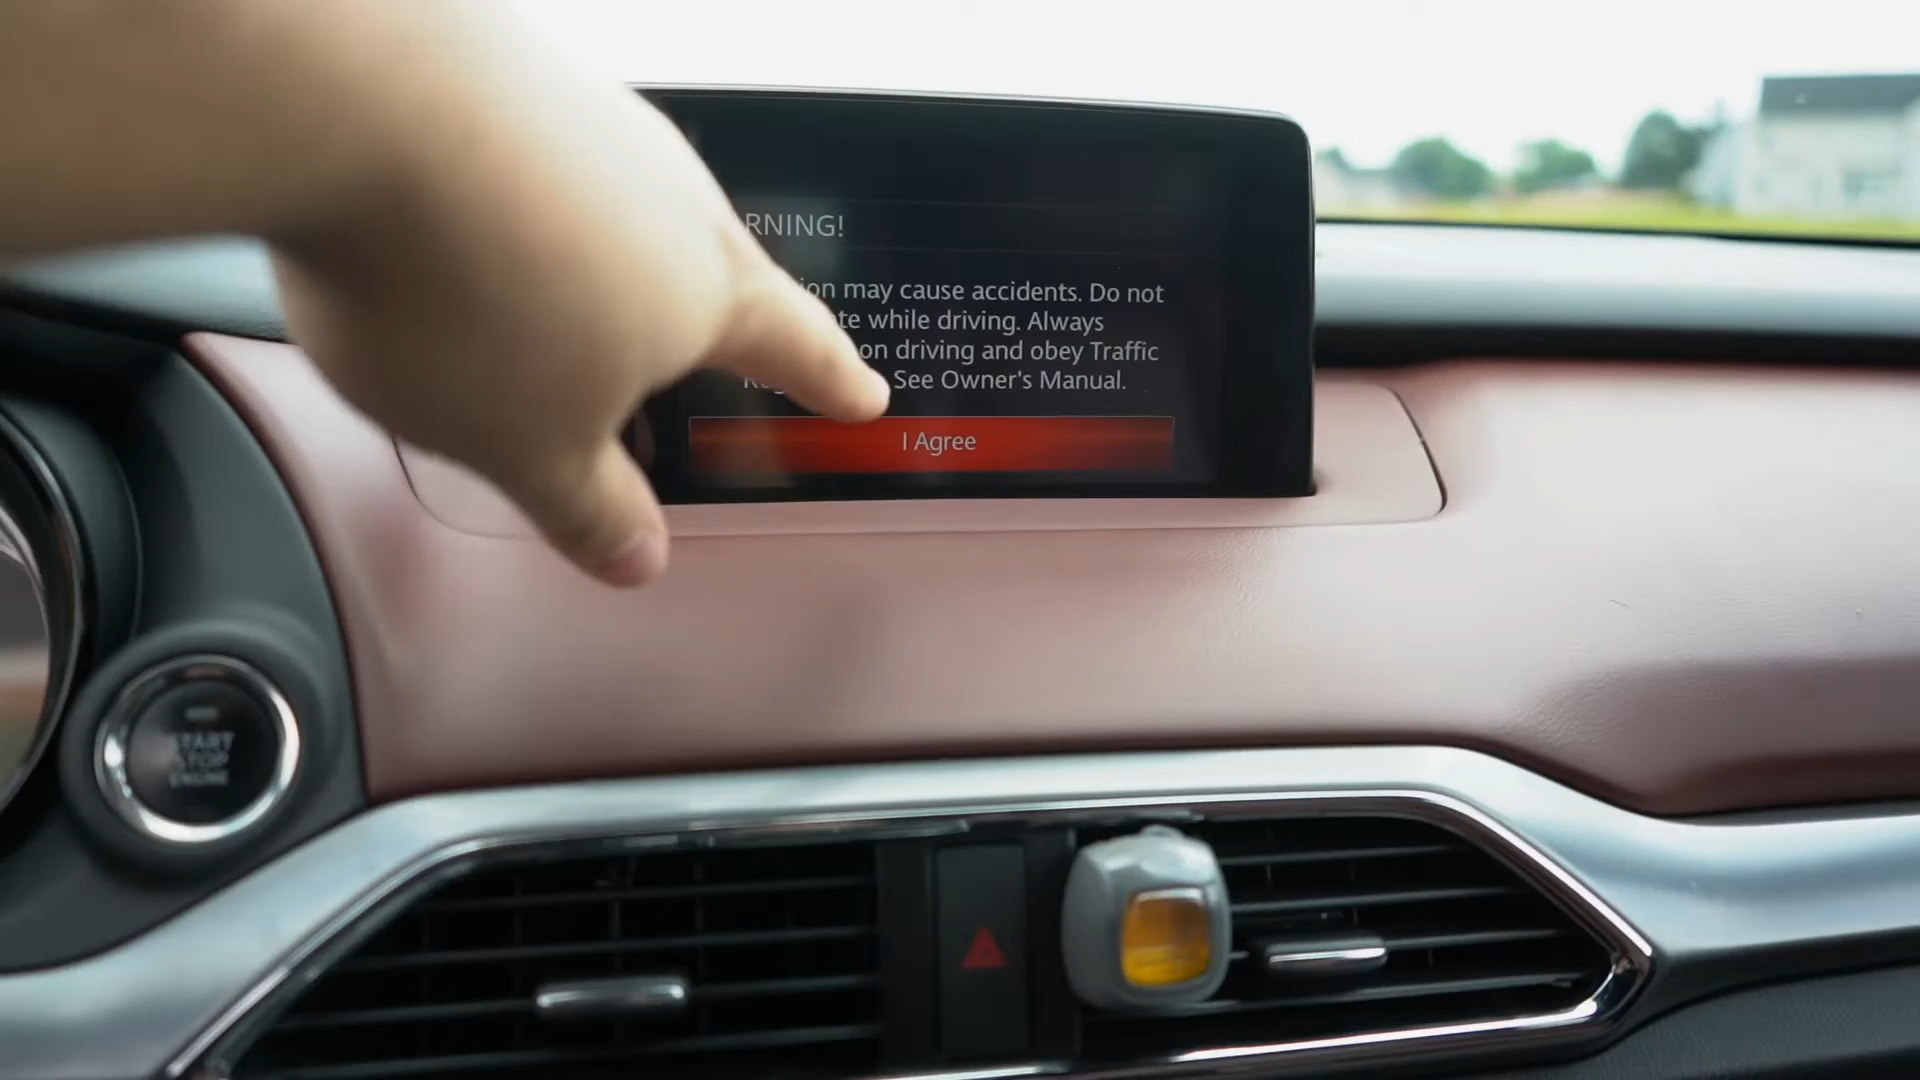 RNING!
ion may cause accidents. Do not
te while driving. Always
on driving and obey Traffic
See Owner's Manual.
I Agree
START
STOP
ENGINE